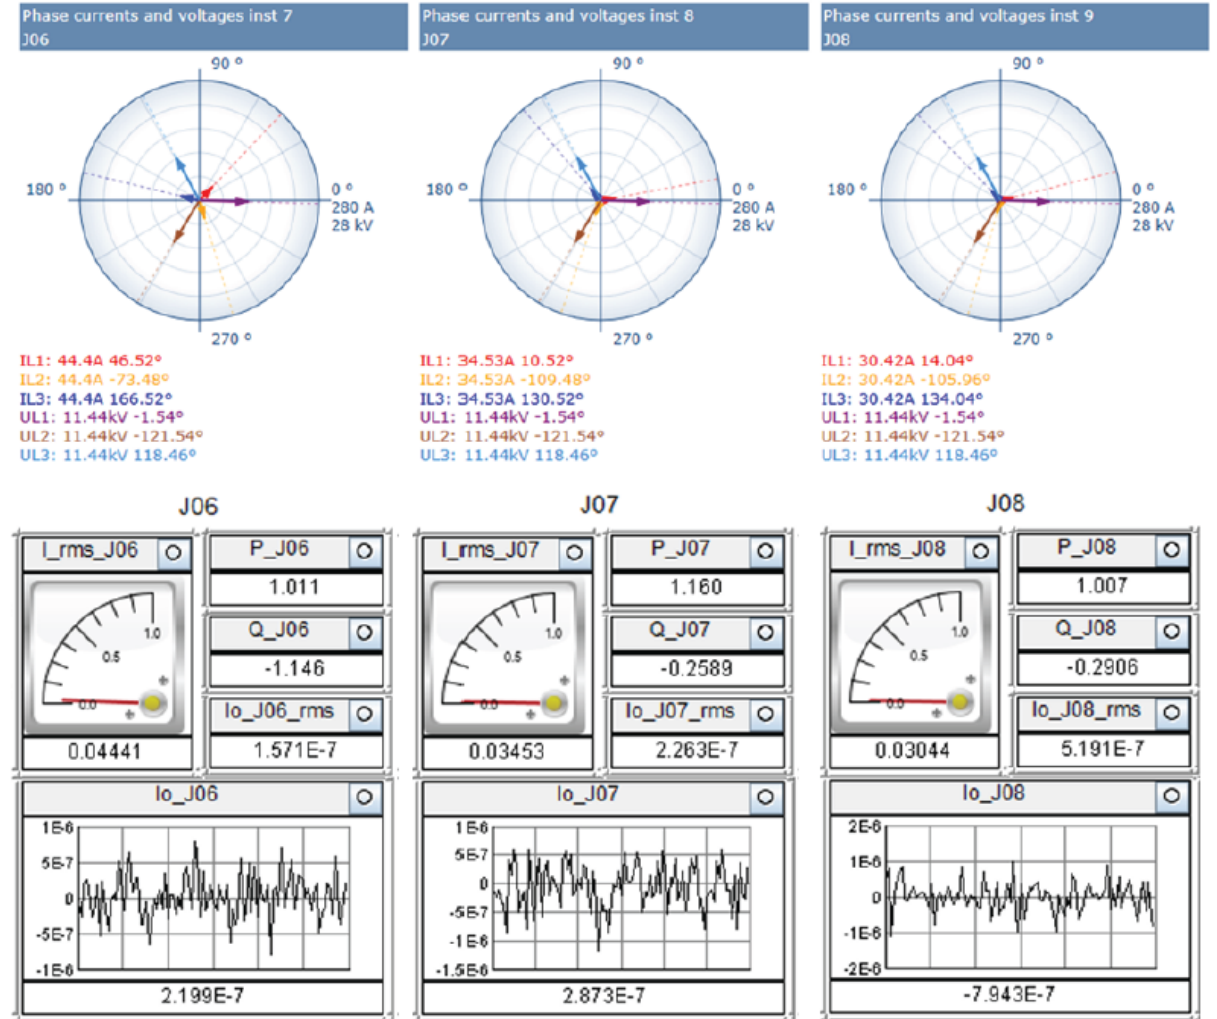 Phase currents and voltages inst 7
J06
90 °
180 °
0 °
280 A
28 kV
270 °
IL1: 44.4A 46.52°
IL2: 44.4A -73.48°
IL3: 44.4A 166.52°
UL1: 11.44kV -1.54°
UL2: 11.44kV -121.54°
UL3: 11.44kV 118.46°
Phase currents and voltages inst 8
J07
90 °
180 °
0 °
280 A
28 kV
270 °
IL1: 34.53A 10.52°
IL2: 34.53A -109.48°
IL3: 34.53A 130.52°
UL1: 11.44kV -1.54°
UL2: 11.44kV -121.54°
UL3: 11.44kV 118.46°
Phase currents and voltages inst 9
J08
90 °
180 °
0 °
280 A
28 kV
270 °
IL1: 30.42A 14.04°
IL2: 30.42A -105.96°
IL3: 30.42A 134.04°
UL1: 11.44kV -1.54°
UL2: 11.44kV -121.54°
UL3: 11.44kV 118.46°
J06
I_rms_J06
1.0
0.5
0.0
0.04441
P_J06
1.011
Q_J06
-1.146
Io_J06_rms
1.571E-7
Io_J06
1E-6
5E-7
0
-5E-7
-1E-6
2.199E-7
J07
I_rms_J07
1.0
0.5
0.0
0.03453
P_J07
1.160
Q_J07
-0.2589
Io_J07_rms
2.263E-7
Io_J07
1E-6
5E-7
0
-5E-7
-1E-6
-1.5E-6
2.873E-7
J08
I_rms_J08
1.0
0.5
0.0
0.03044
P_J08
1.007
Q_J08
-0.2906
Io_J08_rms
5.191E-7
Io_J08
2E-6
1E-6
0
-1E-6
-2E-6
-7.943E-7